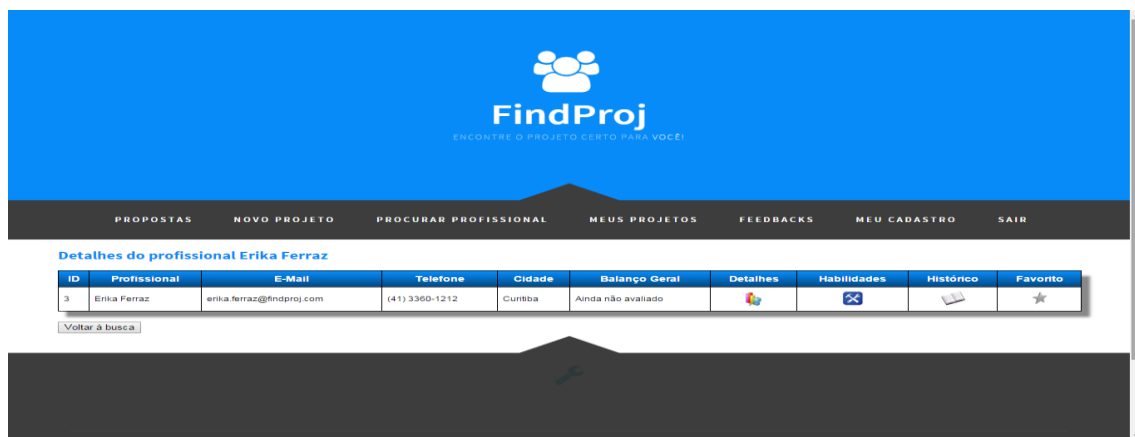 FindProj
ENCONTRE O PROJETO CERTO PARA VOCÊ!
PROPOSTAS NOVO PROJETO PROCURAR PROFISSIONAL MEUS PROJETOS FEEDBACKS MEU CADASTRO SAIR
Detalhes do profissional Erika Ferraz
ID Profissional E-Mail Telefone Cidade Balanço Geral Detalhes Habilidades Histórico Favorito
3 Erika Ferraz erika.ferraz@findproj.com (41) 3360-1212 Curitiba Ainda não avaliado
Voltar à busca